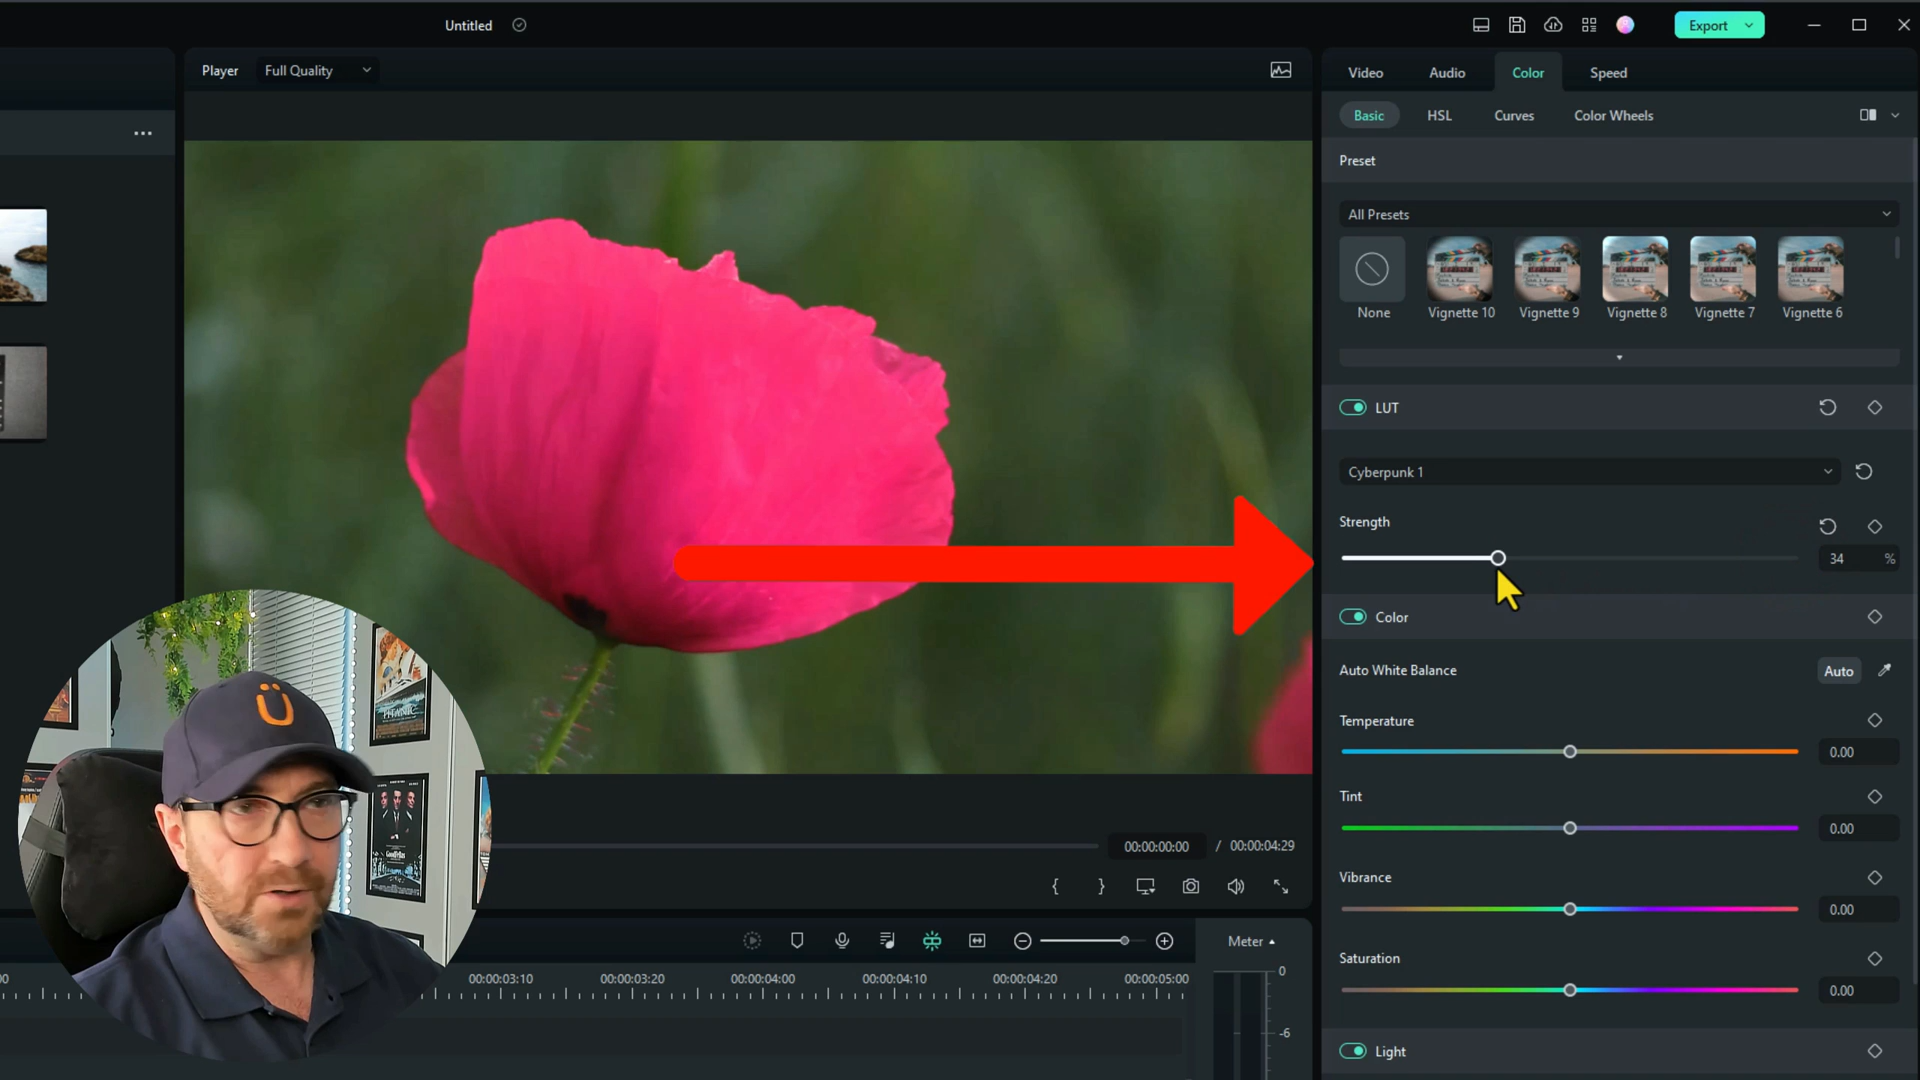 Untitled
Export
Player
Full Quality
Video
Audio
Color
Speed
Basic
HSL
Curves
Color Wheels
Preset
All Presets
None
Vignette 10
Vignette 9
Vignette 8
Vignette 7
Vignette 6
LUT
Cyberpunk 1
Strength
34 %
Color
Auto White Balance
Auto
Temperature
0.00
Tint
0.00
Vibrance
0.00
Saturation
0.00
Light
00:00:00:00 / 00:00:04:29
{ }
Meter
00:00:03:10
00:00:03:20
00:00:04:00
00:00:04:10
00:00:04:20
00:00:05:00
0
-6
Ü
TITANIC
GoodFellas